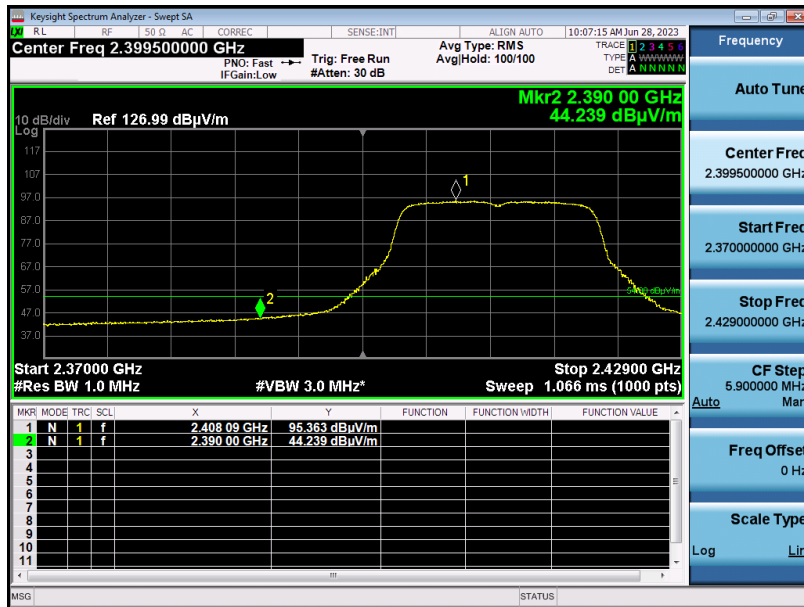 Keysight Spectrum Analyzer - Swept SA
LXI RL RF 50 Ω AC CORREC SENSE:INT ALIGN AUTO 10:07:15 AM Jun 28, 2023
Center Freq 2.399500000 GHz
PNO: Fast
IFGain:Low
Trig: Free Run
#Atten: 30 dB
Avg Type: RMS
Avg|Hold: 100/100
TRACE 1 2 3 4 5 6
TYPE A WWWWW
DET A N N N N N
Mkr2 2.390 00 GHz
44.239 dBµV/m
10 dB/div Ref 126.99 dBµV/m
Log
117
107
97.0
87.0
77.0
67.0
57.0
47.0
37.0
1
2
54.00 dBµV/m
Start 2.37000 GHz Stop 2.42900 GHz
#Res BW 1.0 MHz #VBW 3.0 MHz* Sweep 1.066 ms (1000 pts)
MKR MODE TRC SCL X Y FUNCTION FUNCTION WIDTH FUNCTION VALUE
1 N 1 f 2.408 09 GHz 95.363 dBµV/m
2 N 1 f 2.390 00 GHz 44.239 dBµV/m
3
4
5
6
7
8
9
10
11
MSG STATUS
Frequency
Auto Tune
Center Freq
2.399500000 GHz
Start Freq
2.370000000 GHz
Stop Freq
2.429000000 GHz
CF Step
5.900000 MHz
Auto Man
Freq Offset
0 Hz
Scale Type
Log Lin